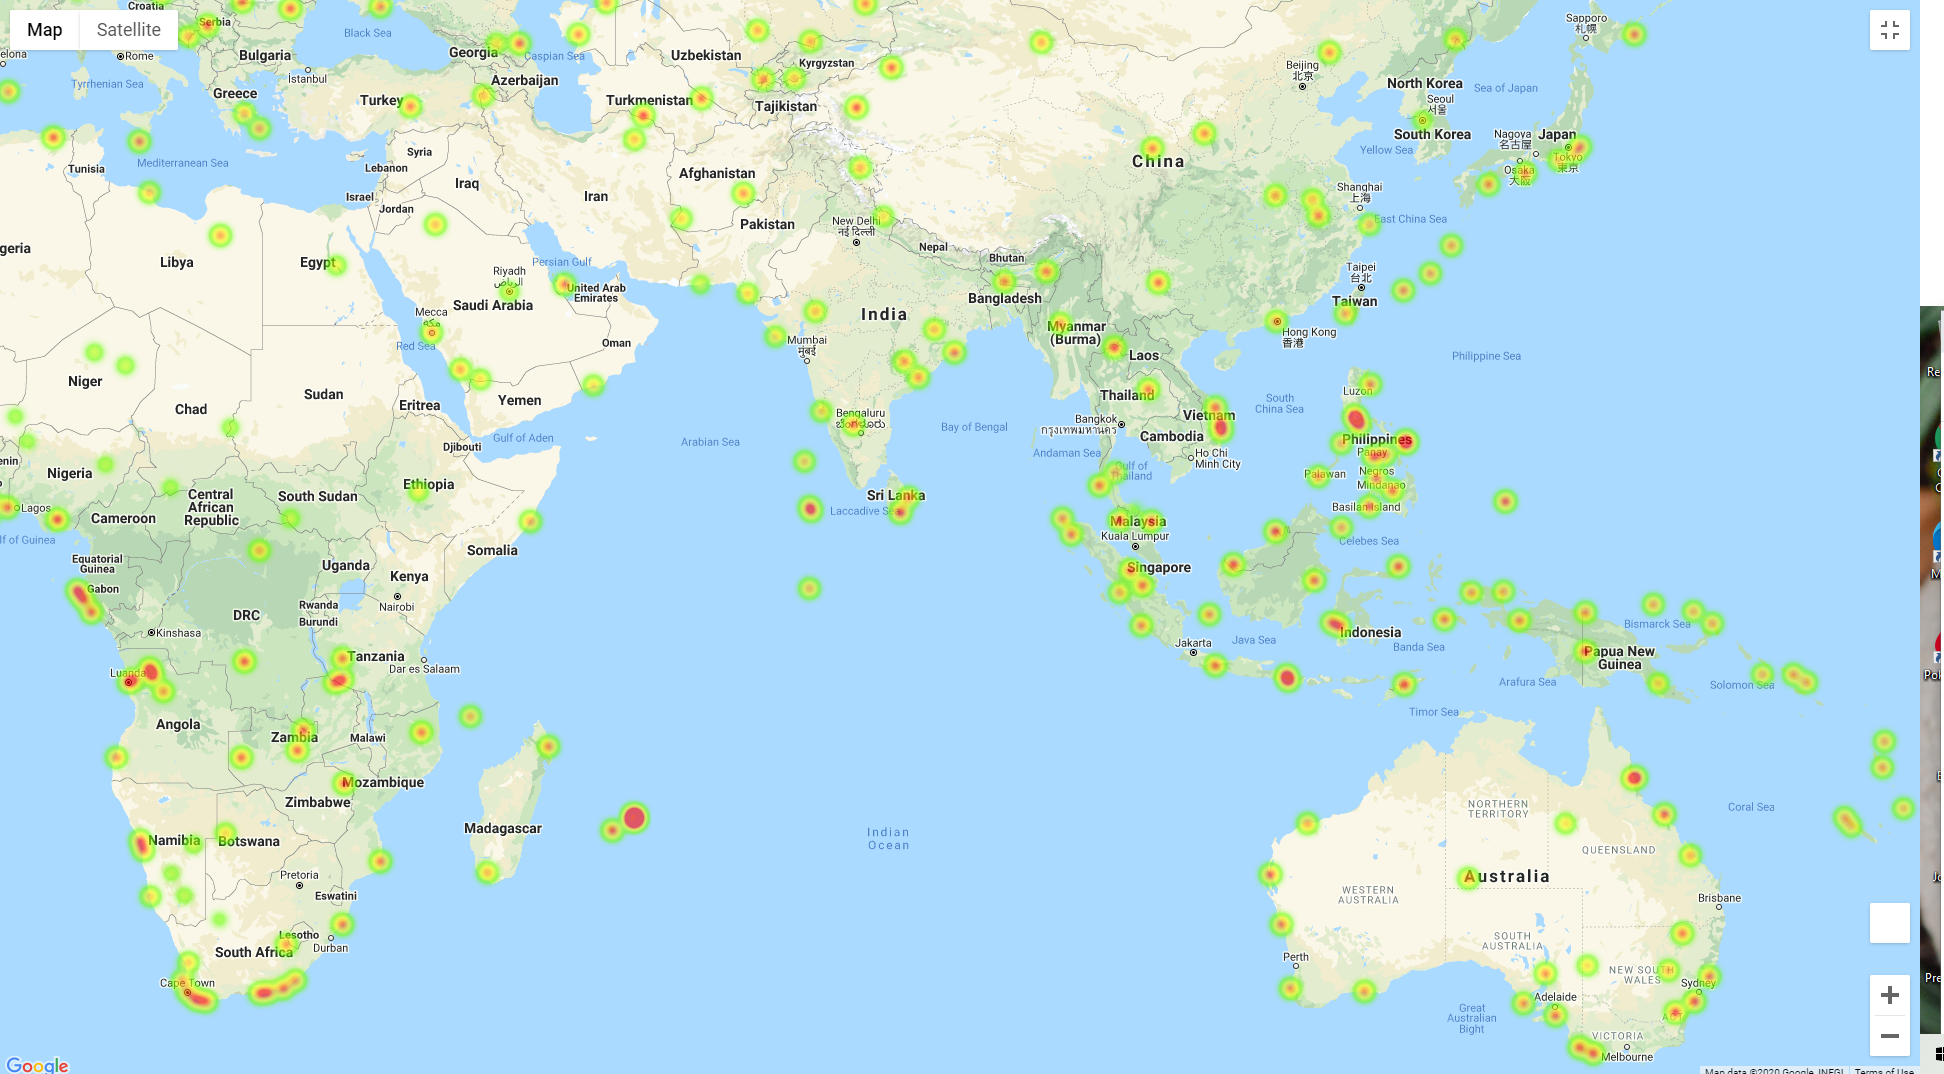 Map
Satellite
Croatia
Serbia
Black Sea
Georgia
Caspian Sea
Uzbekistan
Kyrgyzstan
Sapporo
札幌
Rome
Bulgaria
İstanbul
Azerbaijan
Beijing
北京
North Korea
Sea of Japan
Tyrrhenian Sea
Greece
Turkey
Turkmenistan
Tajikistan
Seoul
서울
South Korea
Nagoya
名古屋
Japan
Tokyo
東京
Osaka
大阪
Yellow Sea
Tunisia
Mediterranean Sea
Syria
Lebanon
Iraq
Israel
Jordan
Iran
Afghanistan
Pakistan
China
Shanghai
上海
East China Sea
New Delhi
नई दिल्ली
Nepal
Bhutan
Libya
Egypt
Riyadh
الرياض
Saudi Arabia
Persian Gulf
United Arab
Emirates
Bangladesh
Taipei
台北
Taiwan
India
Mecca
مكة
Red Sea
Oman
Mumbai
मुंबई
Myanmar
(Burma)
Laos
Hong Kong
香港
Philippine Sea
Niger
Chad
Sudan
Eritrea
Yemen
Thailand
Vietnam
South
China Sea
Luzon
Djibouti
Gulf of Aden
Arabian Sea
Bengaluru
ಬೆಂಗಳೂರು
Bay of Bengal
Bangkok
กรุงเทพมหานคร
Cambodia
Philippines
Panay
Andaman Sea
Gulf of
Thailand
Ho Chi
Minh City
Palawan
Negros
Mindanao
Basilan Island
Nigeria
Lagos
Cameroon
Central
African
Republic
South Sudan
Ethiopia
Sri Lanka
Laccadive Sea
Malaysia
Kuala Lumpur
Celebes Sea
Equatorial
Guinea
Gabon
Uganda
Kenya
Somalia
Singapore
DRC
Rwanda
Burundi
Nairobi
Kinshasa
Indonesia
Jakarta
Java Sea
Banda Sea
Bismarck Sea
Papua New
Guinea
Luanda
Tanzania
Dar es Salaam
Arafura Sea
Solomon Sea
Timor Sea
Angola
Zambia
Malawi
Mozambique
Zimbabwe
Madagascar
Namibia
Botswana
Indian
Ocean
NORTHERN
TERRITORY
Coral Sea
QUEENSLAND
Australia
WESTERN
AUSTRALIA
Pretoria
Eswatini
Brisbane
Lesotho
Durban
South Africa
SOUTH
AUSTRALIA
Perth
NEW SOUTH
WALES
Sydney
Cape Town
Adelaide
Great
Australian
Bight
ACT
VICTORIA
Melbourne
Google
Map data ©2020 Google, INEGI
Terms of Use